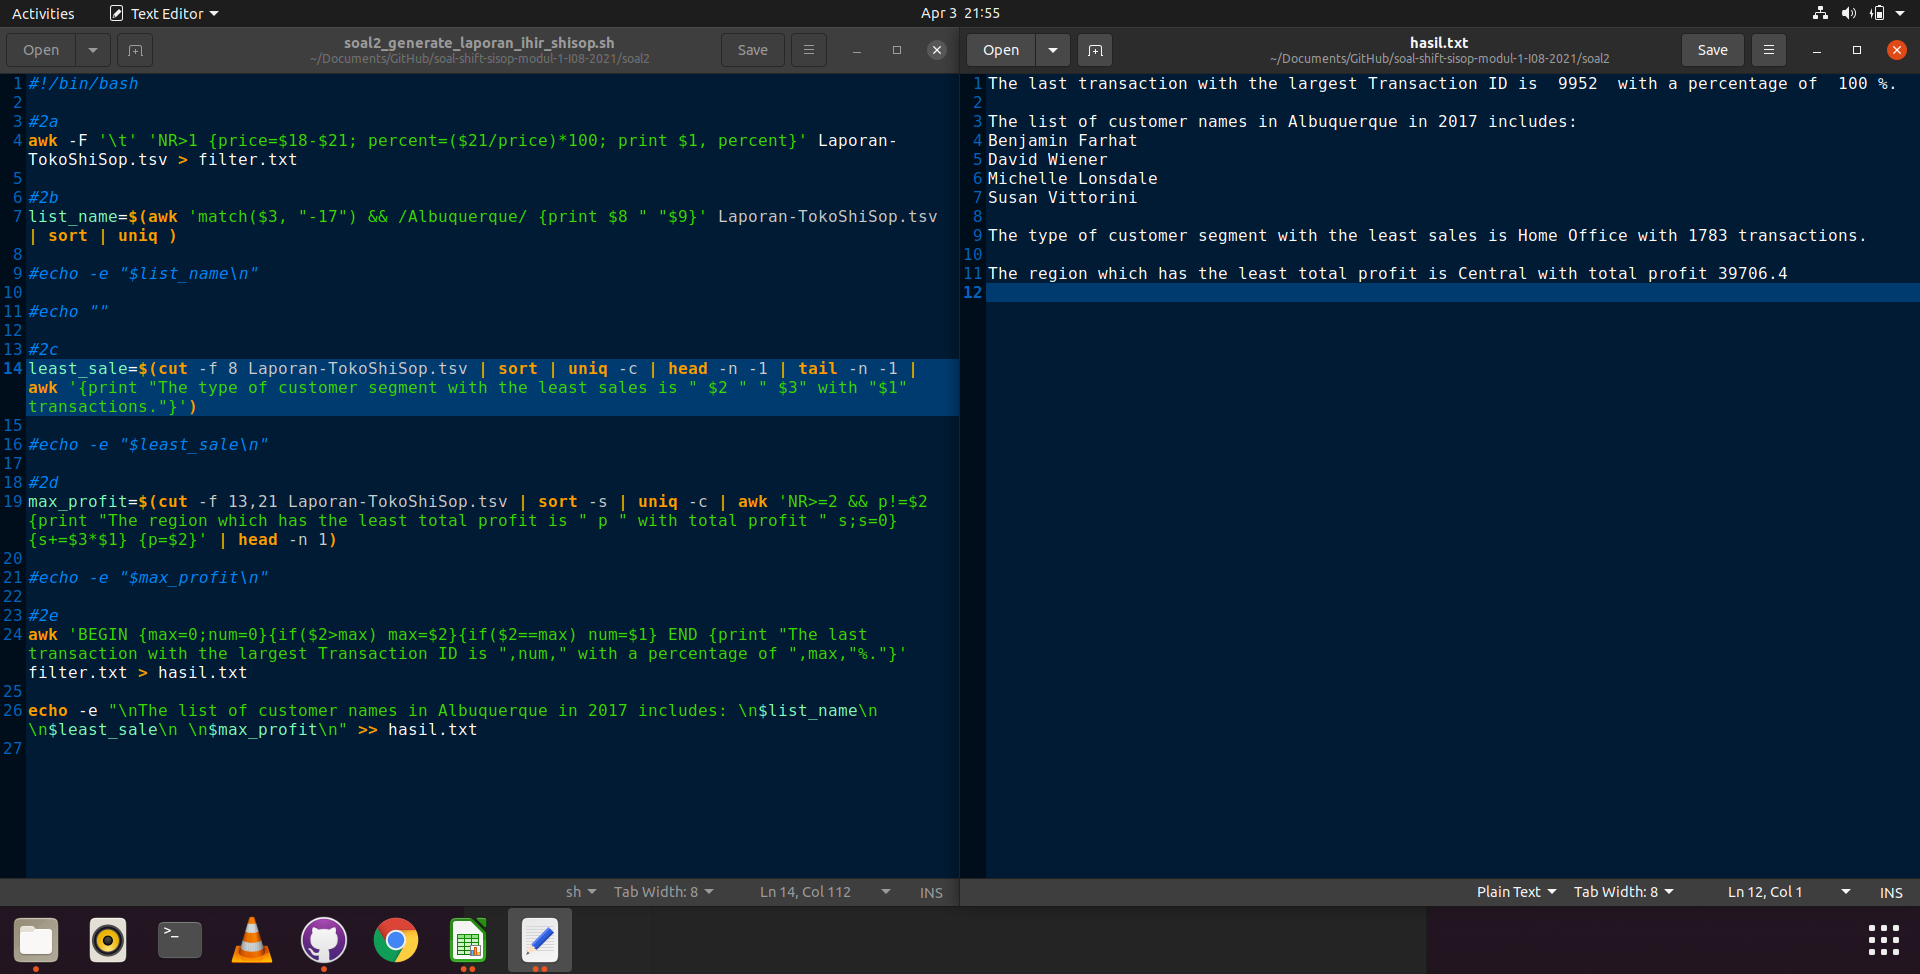 Activities Text Editor Apr 3 21:55
Open soal2_generate_laporan_ihir_shisop.sh Save
~/Documents/GitHub/soal-shift-sisop-modul-1-I08-2021/soal2
1 #!/bin/bash
2
3 #2a
4 awk -F '\t' 'NR>1 {price=$18-$21; percent=($21/price)*100; print $1, percent}' Laporan-
TokoShiSop.tsv > filter.txt
5
6 #2b
7 list_name=$(awk 'match($3, "-17") && /Albuquerque/ {print $8 " "$9}' Laporan-TokoShiSop.tsv
| sort | uniq )
8
9 #echo -e "$list_name\n"
10
11 #echo ""
12
13 #2c
14 least_sale=$(cut -f 8 Laporan-TokoShiSop.tsv | sort | uniq -c | head -n -1 | tail -n -1 |
awk '{print "The type of customer segment with the least sales is " $2 " " $3" with "$1"
transactions."}')
15
16 #echo -e "$least_sale\n"
17
18 #2d
19 max_profit=$(cut -f 13,21 Laporan-TokoShiSop.tsv | sort -s | uniq -c | awk 'NR>=2 && p!=$2
{print "The region which has the least total profit is " p " with total profit " s;s=0}
{s+=$3*$1} {p=$2}' | head -n 1)
20
21 #echo -e "$max_profit\n"
22
23 #2e
24 awk 'BEGIN {max=0;num=0}{if($2>max) max=$2}{if($2==max) num=$1} END {print "The last
transaction with the largest Transaction ID is ",num," with a percentage of ",max,"%."}'
filter.txt > hasil.txt
25
26 echo -e "\nThe list of customer names in Albuquerque in 2017 includes: \n$list_name\n
\n$least_sale\n \n$max_profit\n" >> hasil.txt
27
sh Tab Width: 8 Ln 14, Col 112 INS
Open hasil.txt Save
~/Documents/GitHub/soal-shift-sisop-modul-1-I08-2021/soal2
1 The last transaction with the largest Transaction ID is  9952  with a percentage of  100 %.
2
3 The list of customer names in Albuquerque in 2017 includes:
4 Benjamin Farhat
5 David Wiener
6 Michelle Lonsdale
7 Susan Vittorini
8
9 The type of customer segment with the least sales is Home Office with 1783 transactions.
10
11 The region which has the least total profit is Central with total profit 39706.4
12
Plain Text Tab Width: 8 Ln 12, Col 1 INS
>_